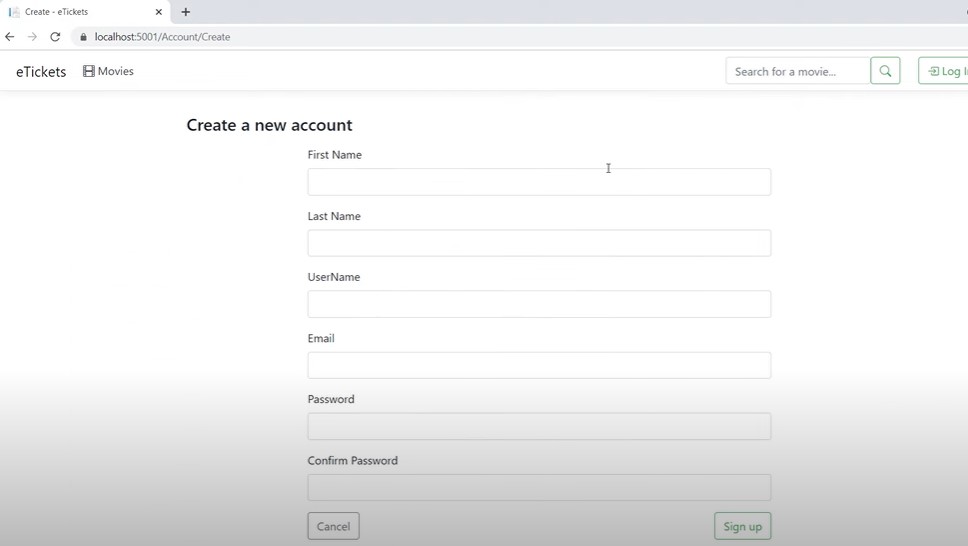 Create - eTickets
localhost:5001/Account/Create
eTickets Movies Search for a movie... Log
Create a new account
First Name
Last Name
UserName
Email
Password
Confirm Password
Cancel Sign up